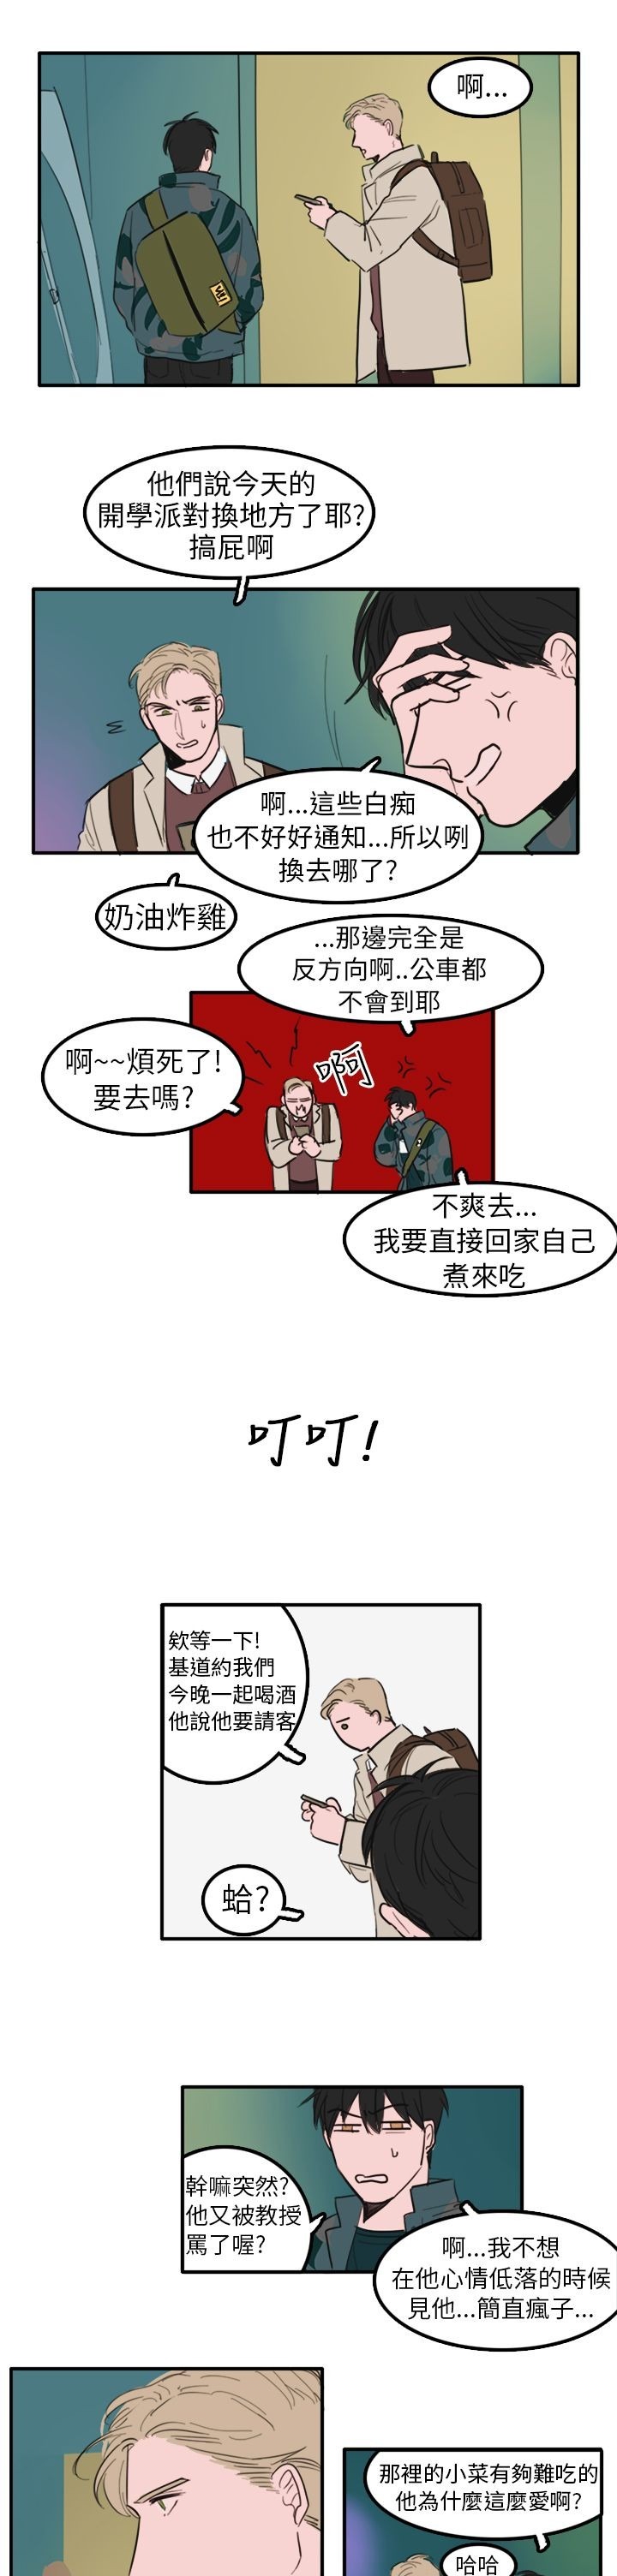 啊...
他們說今天的
開學派對換地方了耶?
搞屁啊
啊...這些白痴
也不好好通知...所以咧
換去哪了?
奶油炸雞
...那邊完全是
反方向啊..公車都
不會到耶
啊~~煩死了!
要去嗎?
啊
不爽去...
我要直接回家自己
煮來吃
叮叮!
欸等一下!
基道約我們
今晚一起喝酒
他說他要請客
蛤?
幹嘛突然?
他又被教授
罵了喔?
啊...我不想
在他心情低落的時候
見他...簡直瘋子...
那裡的小菜有夠難吃的
他為什麼這麼愛啊?
哈哈